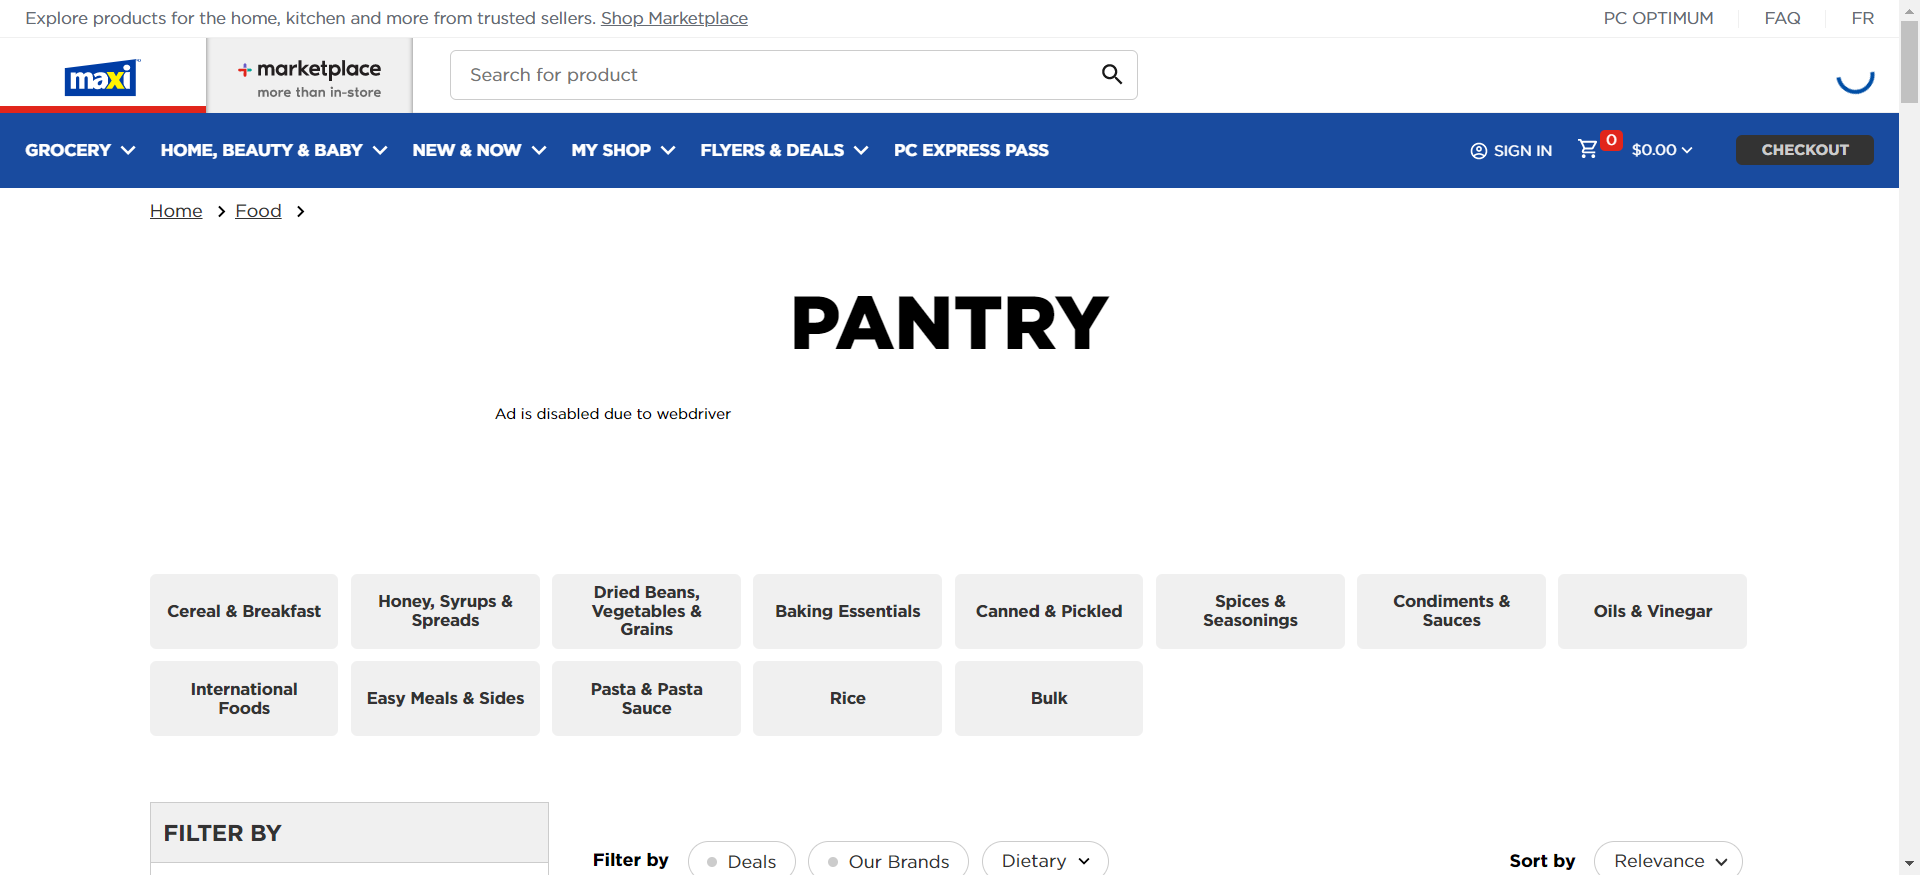 Explore products for the home, kitchen and more from trusted sellers. Shop Marketplace
PC OPTIMUM
FAQ
FR
maxi
marketplace
more than in-store
Search for product
GROCERY
HOME, BEAUTY & BABY
NEW & NOW
MY SHOP
FLYERS & DEALS
PC EXPRESS PASS
SIGN IN
0
$0.00
CHECKOUT
Home
Food
PANTRY
Ad is disabled due to webdriver
Cereal & Breakfast
Honey, Syrups &
Spreads
Dried Beans,
Vegetables &
Grains
Baking Essentials
Canned & Pickled
Spices &
Seasonings
Condiments &
Sauces
Oils & Vinegar
International
Foods
Easy Meals & Sides
Pasta & Pasta
Sauce
Rice
Bulk
FILTER BY
Filter by
Deals
Our Brands
Dietary
Sort by
Relevance